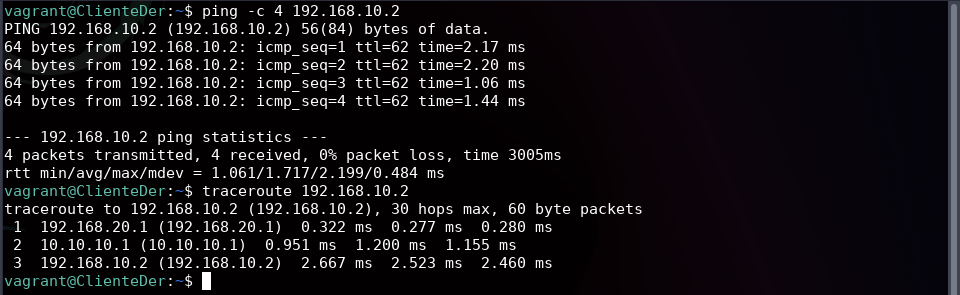 vagrant@ClienteDer:~$ ping -c 4 192.168.10.2
PING 192.168.10.2 (192.168.10.2) 56(84) bytes of data.
64 bytes from 192.168.10.2: icmp_seq=1 ttl=62 time=2.17 ms
64 bytes from 192.168.10.2: icmp_seq=2 ttl=62 time=2.20 ms
64 bytes from 192.168.10.2: icmp_seq=3 ttl=62 time=1.06 ms
64 bytes from 192.168.10.2: icmp_seq=4 ttl=62 time=1.44 ms

--- 192.168.10.2 ping statistics ---
4 packets transmitted, 4 received, 0% packet loss, time 3005ms
rtt min/avg/max/mdev = 1.061/1.717/2.199/0.484 ms
vagrant@ClienteDer:~$ traceroute 192.168.10.2
traceroute to 192.168.10.2 (192.168.10.2), 30 hops max, 60 byte packets
 1  192.168.20.1 (192.168.20.1)  0.322 ms  0.277 ms  0.280 ms
 2  10.10.10.1 (10.10.10.1)  0.951 ms  1.200 ms  1.155 ms
 3  192.168.10.2 (192.168.10.2)  2.667 ms  2.523 ms  2.460 ms
vagrant@ClienteDer:~$